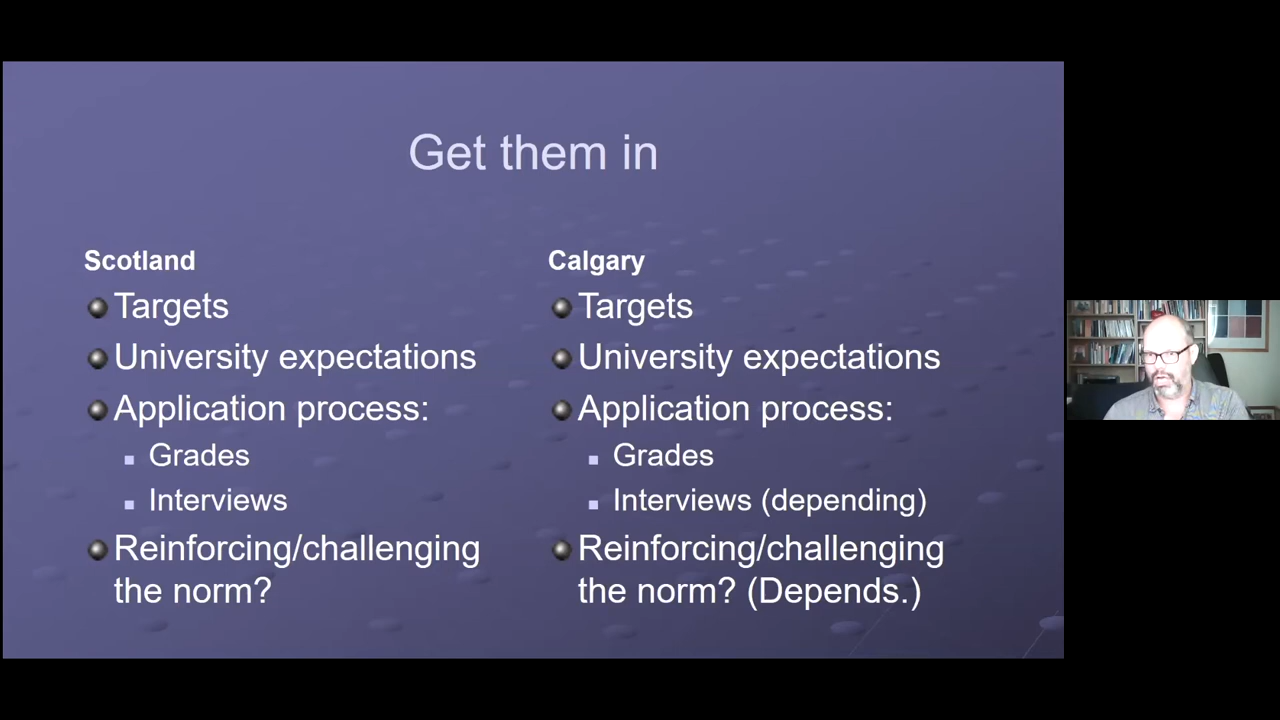 Get them in
Scotland
Targets
University expectations
Application process:
Grades
Interviews
Reinforcing/challenging
the norm?
Calgary
Targets
University expectations
Application process:
Grades
Interviews (depending)
Reinforcing/challenging
the norm? (Depends.)